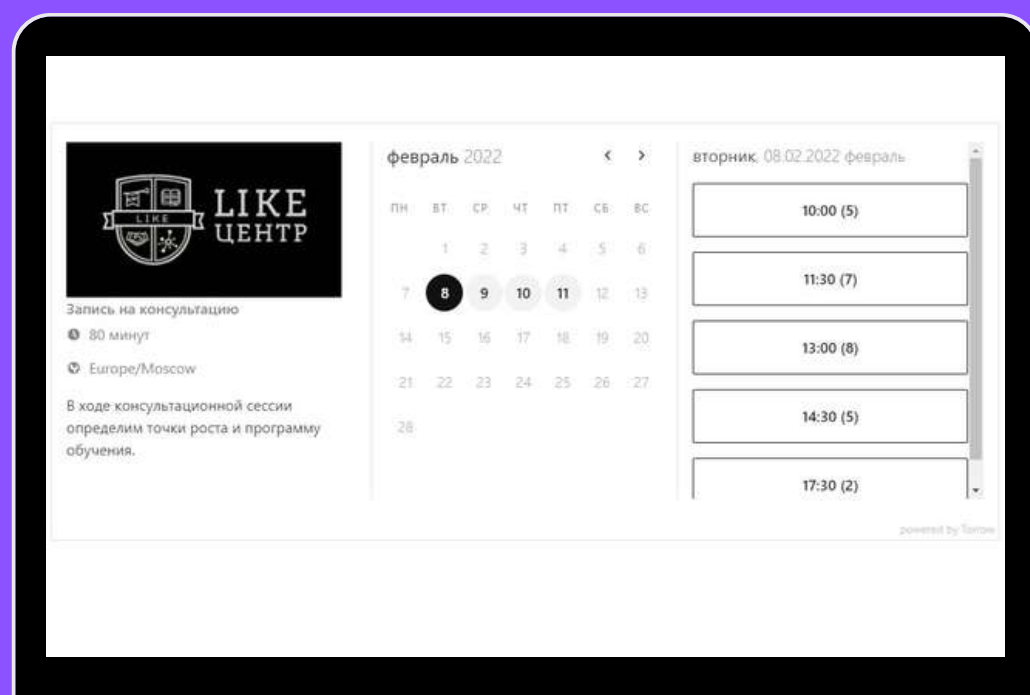 LIKE
LIKE
ЦЕНТР
Запись на консультацию
80 минут
Europe/Moscow
В ходе консультационной сессии
определим точки роста и программу
обучения.
февраль 2022
ПН ВТ СР ЧТ ПТ СБ ВС
1 2 3 4 5 6
7 8 9 10 11 12 13
14 15 16 17 18 19 20
21 22 23 24 25 26 27
28
вторник, 08.02.2022 февраль
10:00 (5)
11:30 (7)
13:00 (8)
14:30 (5)
17:30 (2)
powered by Torrow